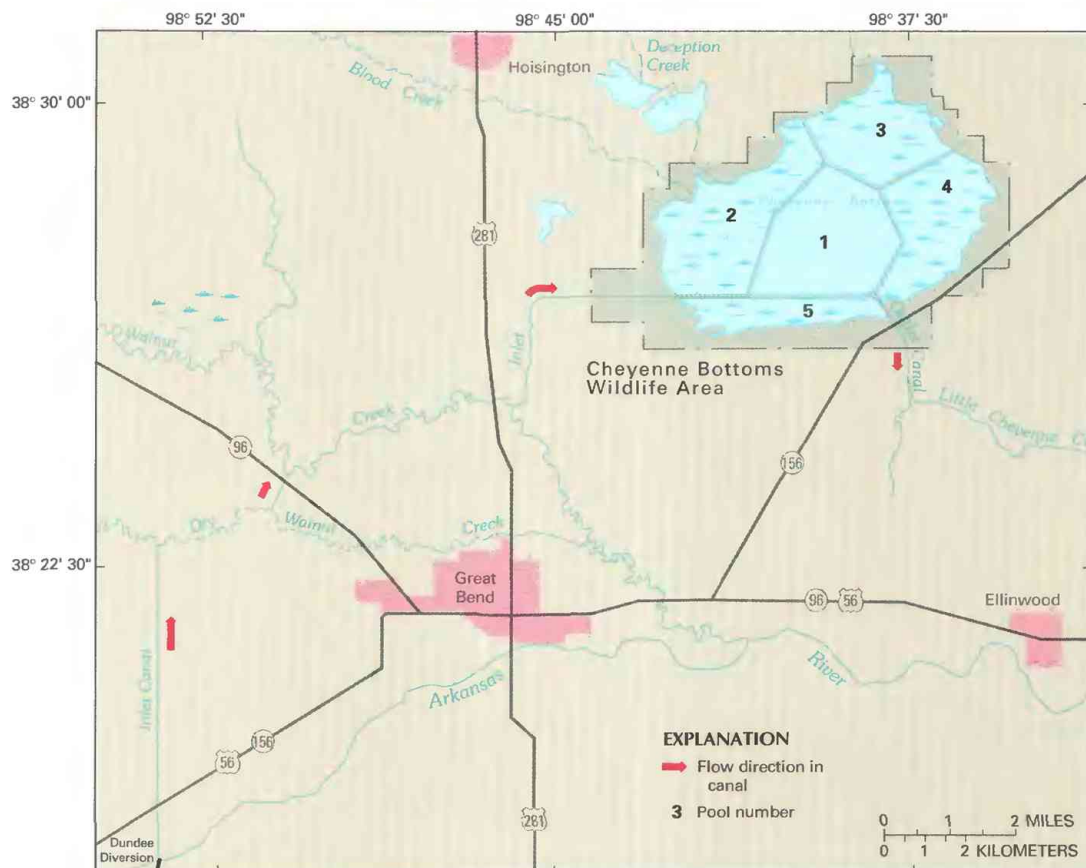 98° 52' 30"
98° 45' 00"
98° 37' 30"
38° 30' 00"
Hoisington
Deception
Creek
Blood Creek
3
4
2
1
5
281
Inlet
Walnut
Creek
Cheyenne Bottoms
Wildlife Area
Canal
Little Cheyenne
96
156
Dry Walnut Creek
38° 22' 30"
Great
Bend
96
56
Ellinwood
Inlet Canal
Arkansas
River
56
156
281
Dundee
Diversion
EXPLANATION
Flow direction in
canal
3 Pool number
0 1 2 MILES
0 1 2 KILOMETERS